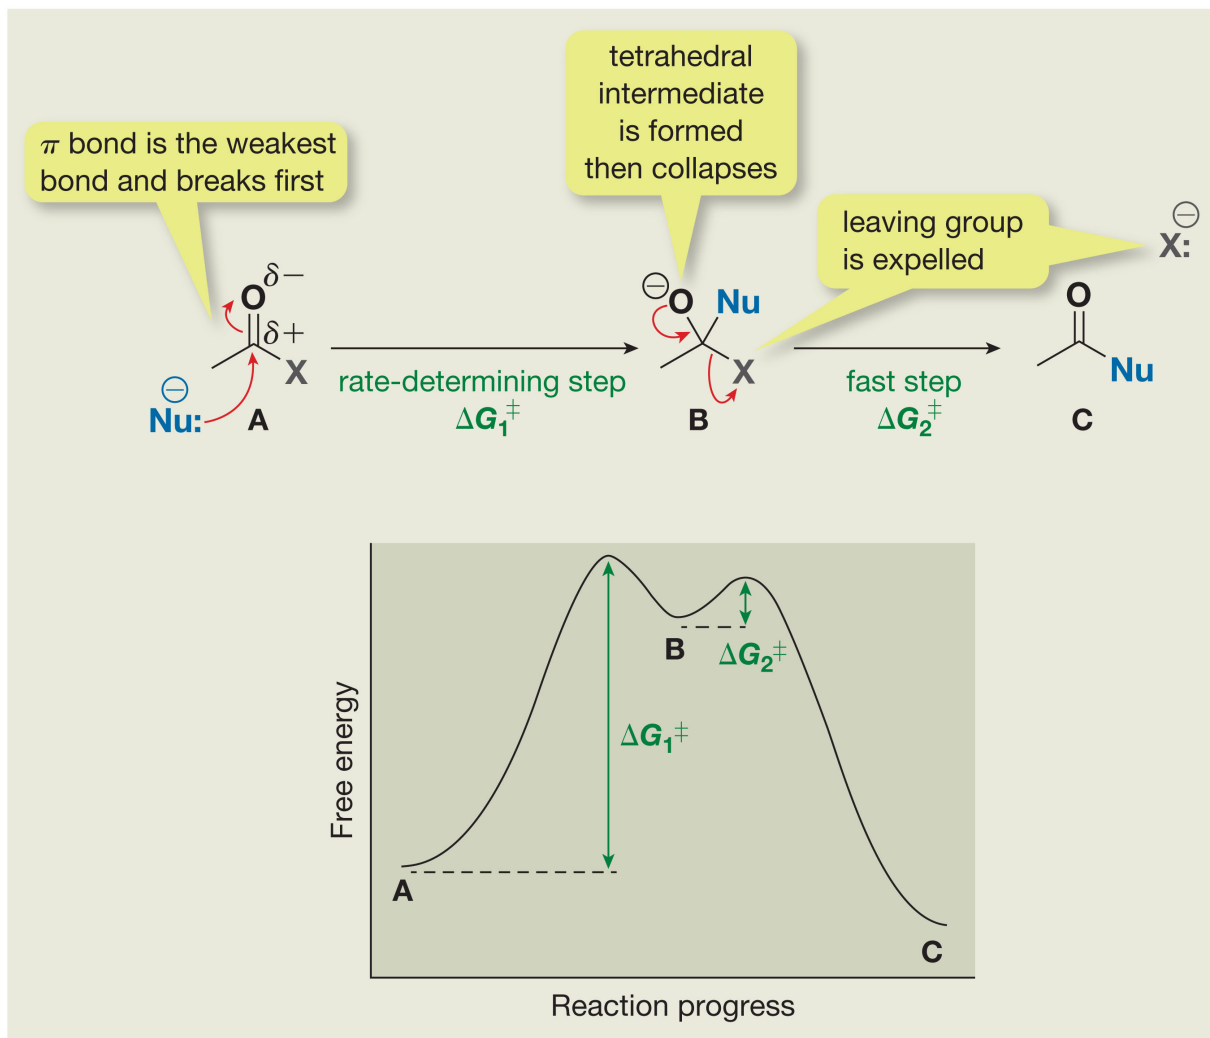 tetrahedral
intermediate
is formed
then collapses
π bond is the weakest
bond and breaks first
leaving group
is expelled
⊖
X:
O δ−
δ+
X
⊖
Nu:
A
rate-determining step
ΔG₁‡
⊖O
Nu
X
B
fast step
ΔG₂‡
O
Nu
C
B
ΔG₂‡
ΔG₁‡
Free energy
A
C
Reaction progress